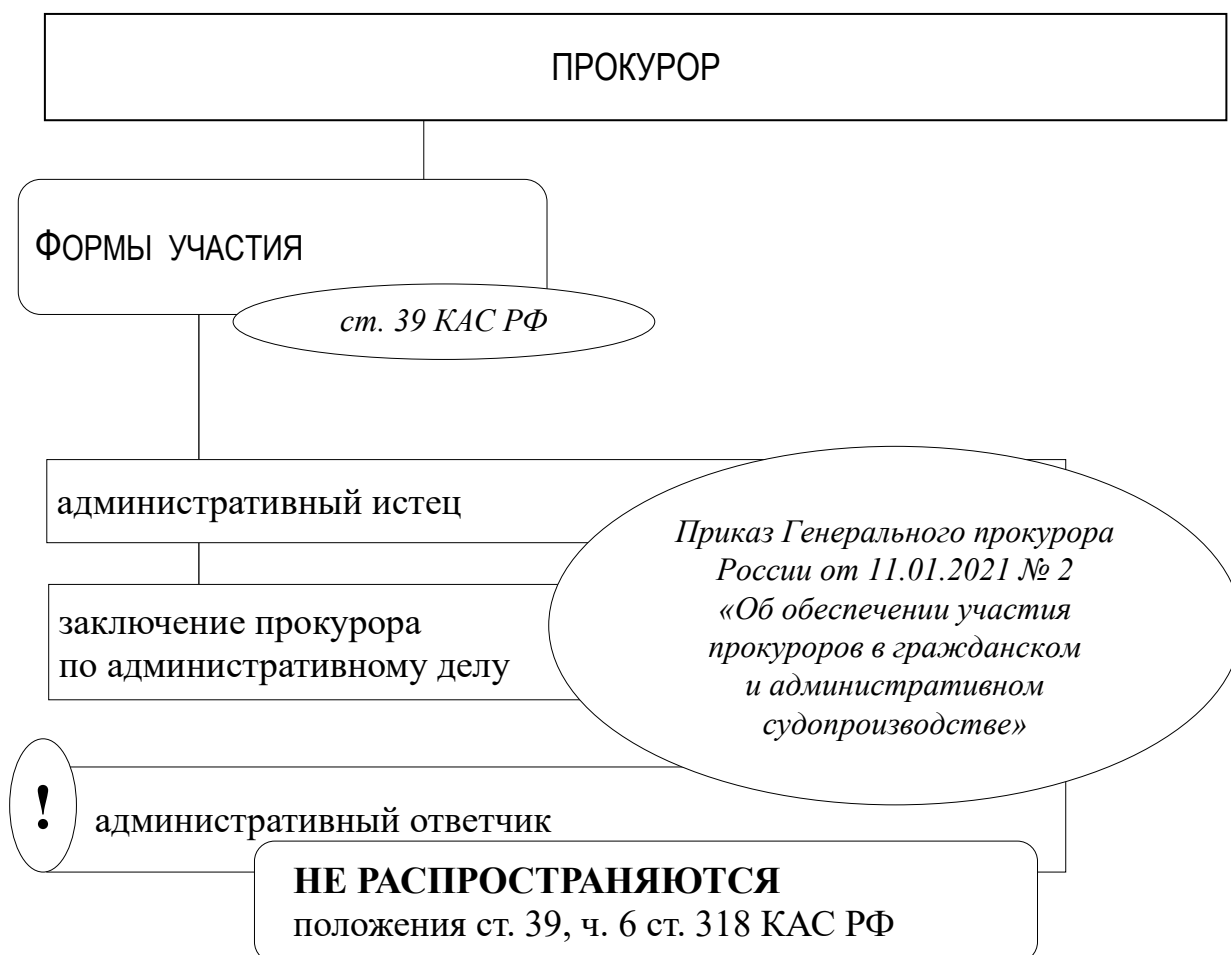 ПРОКУРОР
ФОРМЫ УЧАСТИЯ
ст. 39 КАС РФ
административный истец
Приказ Генерального прокурора
России от 11.01.2021 № 2
«Об обеспечении участия
прокуроров в гражданском
и административном
судопроизводстве»
заключение прокурора
по административному делу
!
административный ответчик
НЕ РАСПРОСТРАНЯЮТСЯ
положения ст. 39, ч. 6 ст. 318 КАС РФ